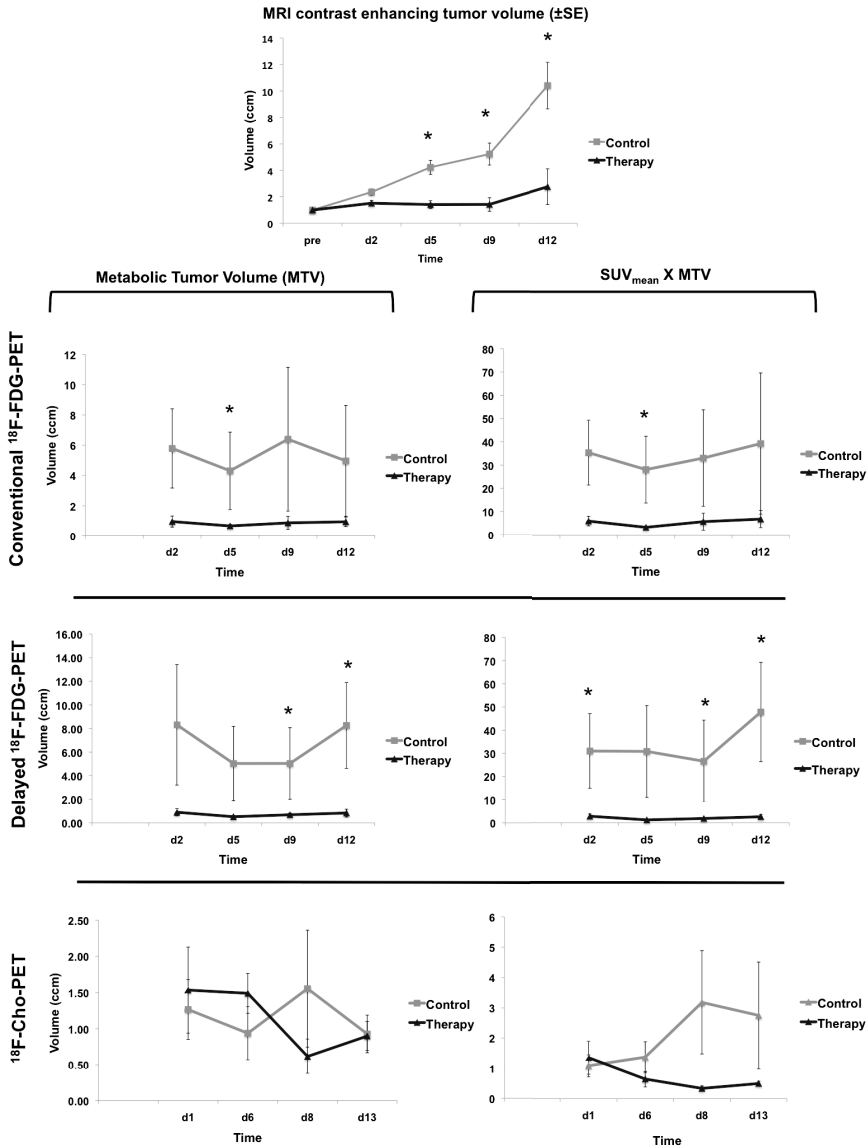 MRI contrast enhancing tumor volume (±SE)
14
12
10
8
6
4
2
0
Volume (ccm)
*
*
*
Control
Therapy
pre d2 d5 d9 d12
Time
Metabolic Tumor Volume (MTV)
SUVmean X MTV
Conventional 18F-FDG-PET
12
10
8
6
4
2
0
Volume (ccm)
*
Control
Therapy
d2 d5 d9 d12
Time
80
70
60
50
40
30
20
10
0
*
Control
Therapy
d2 d5 d9 d12
Time
Delayed 18F-FDG-PET
16.00
14.00
12.00
10.00
8.00
6.00
4.00
2.00
0.00
Volume (ccm)
*
*
Control
Therapy
d2 d5 d9 d12
Time
80
70
60
50
40
30
20
10
0
*
*
*
Control
Therapy
d2 d5 d9 d12
Time
18F-Cho-PET
2.50
2.00
1.50
1.00
0.50
0.00
Volume (ccm)
Control
Therapy
d1 d6 d8 d13
Time
6
5
4
3
2
1
0
Control
Therapy
d1 d6 d8 d13
Time